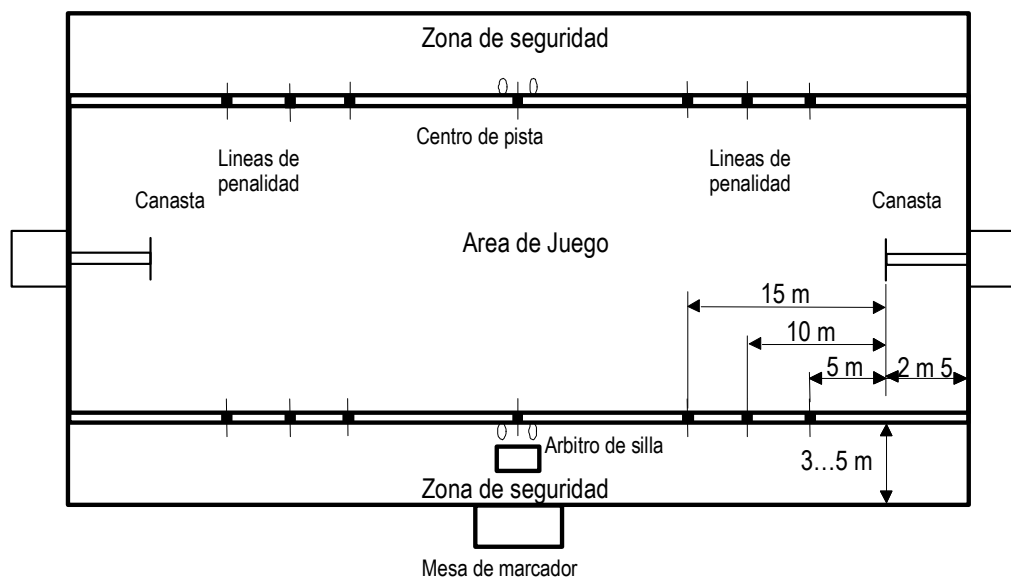 Zona de seguridad
Centro de pista
Lineas de
penalidad
Lineas de
penalidad
Canasta
Canasta
Area de Juego
15 m
10 m
5 m
2 m 5
Arbitro de silla
3…5 m
Zona de seguridad
Mesa de marcador